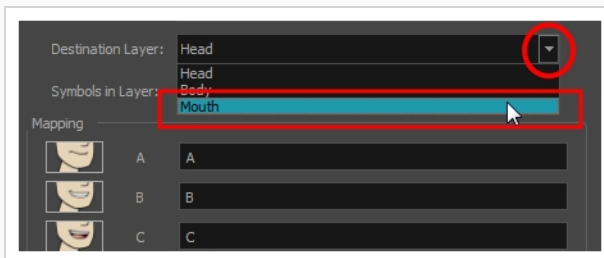 Destination Layer: Head
Head
Symbols in Layer: Body
Mouth
Mapping
A A
B B
C C